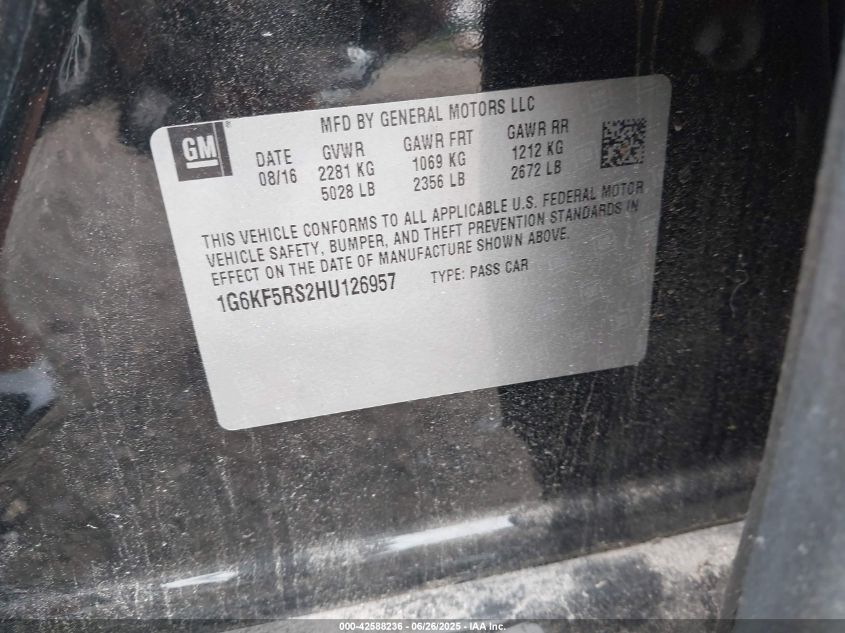 GM
®
MFD BY GENERAL MOTORS LLC
DATE GVWR GAWR FRT GAWR RR
08/16 2281 KG 1069 KG 1212 KG
5028 LB 2356 LB 2672 LB
THIS VEHICLE CONFORMS TO ALL APPLICABLE U.S. FEDERAL MOTOR
VEHICLE SAFETY, BUMPER, AND THEFT PREVENTION STANDARDS IN
EFFECT ON THE DATE OF MANUFACTURE SHOWN ABOVE.
1G6KF5RS2HU126957 TYPE: PASS CAR
000-42588236 - 06/26/2025 - IAA Inc.